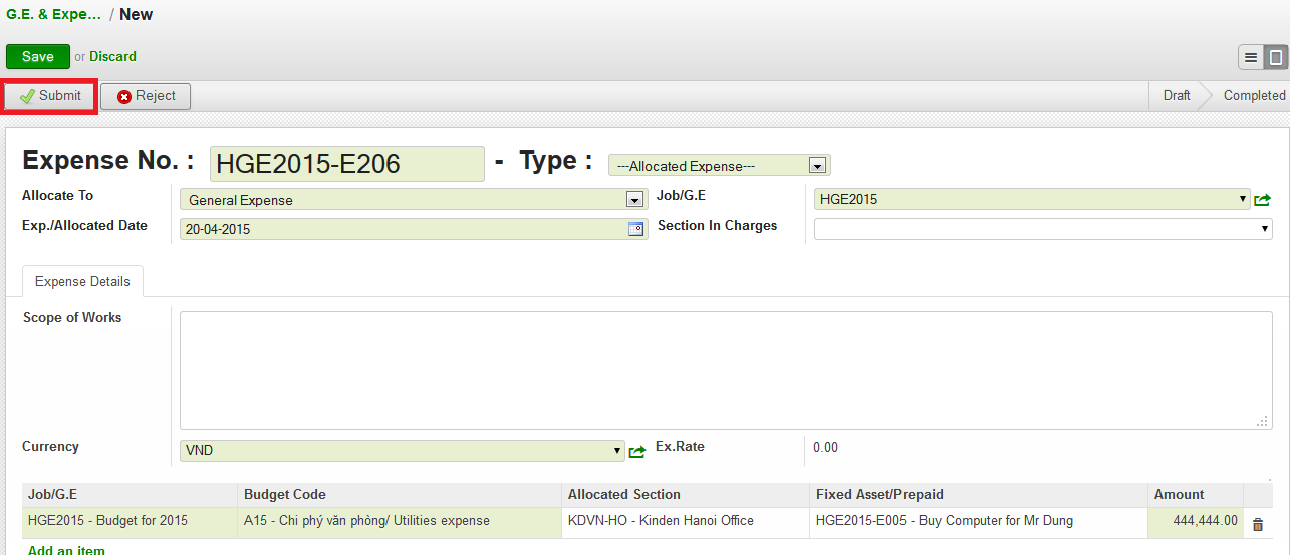 G.E. & Expe... / New
Save or Discard
Submit Reject Draft Completed
Expense No. : HGE2015-E206 - Type : ---Allocated Expense---
Allocate To General Expense Job/G.E HGE2015
Exp./Allocated Date 20-04-2015 Section In Charges
Expense Details
Scope of Works
Currency VND Ex.Rate 0.00
Job/G.E Budget Code Allocated Section Fixed Asset/Prepaid Amount
HGE2015 - Budget for 2015 A15 - Chi phý văn phòng/ Utilities expense KDVN-HO - Kinden Hanoi Office HGE2015-E005 - Buy Computer for Mr Dung 444,444.00
Add an item